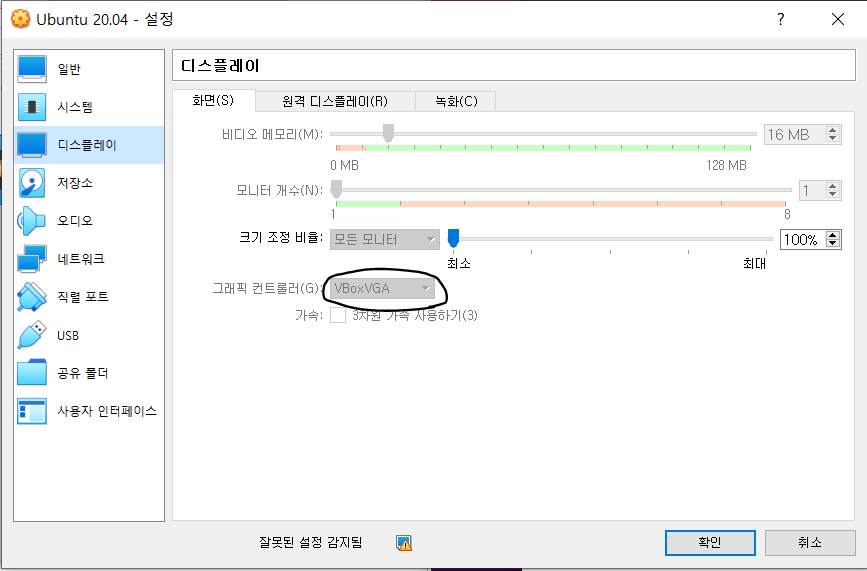 Ubuntu 20.04 - 설정
?
일반
시스템
디스플레이
저장소
오디오
네트워크
직렬 포트
USB
공유 폴더
사용자 인터페이스
디스플레이
화면(S)
원격 디스플레이(R)
녹화(C)
비디오 메모리(M):
16 MB
0 MB
128 MB
모니터 개수(N):
1
1
8
크기 조정 비율:
모든 모니터
100%
최소
최대
그래픽 컨트롤러(G):
VBoxVGA
가속:
3차원 가속 사용하기(3)
잘못된 설정 감지됨
확인
취소